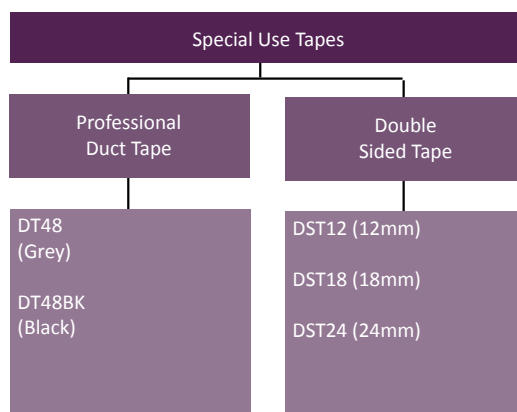 Special Use Tapes
Professional
Duct Tape
Double
Sided Tape
DT48
(Grey)
DT48BK
(Black)
DST12 (12mm)
DST18 (18mm)
DST24 (24mm)